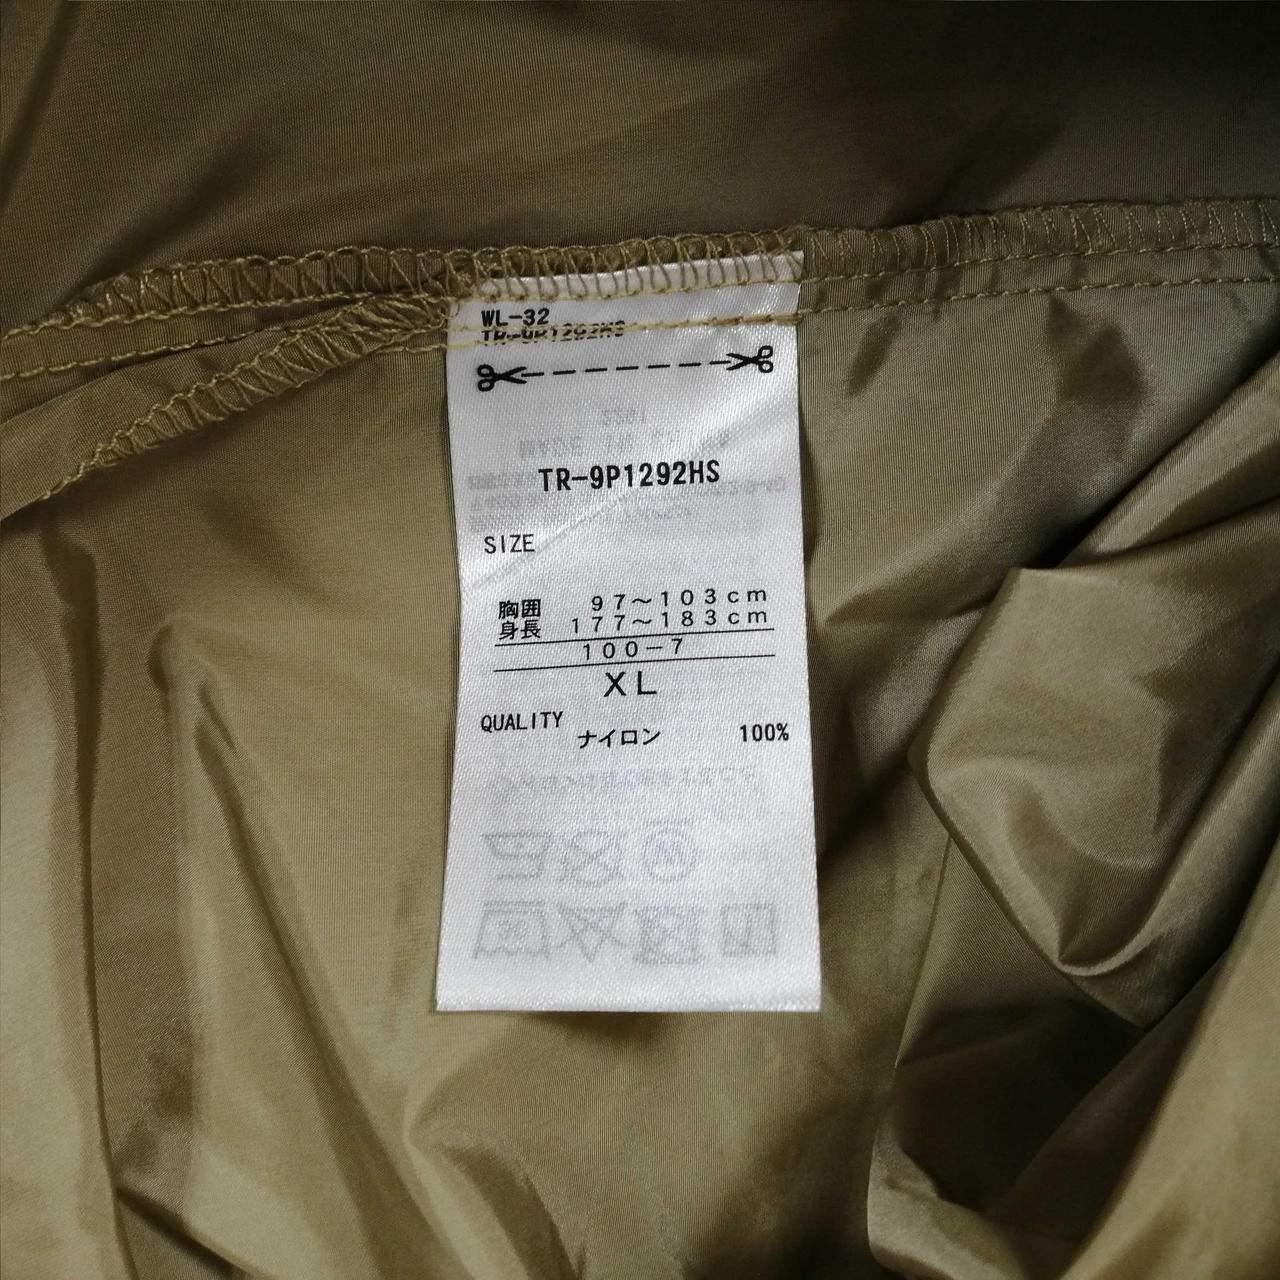 WL-32
TR-9P1292HS
TR-9P1292HS
SIZE
胸囲 97～103cm
身長 177～183cm
100-7
XL
QUALITY
ナイロン 100%